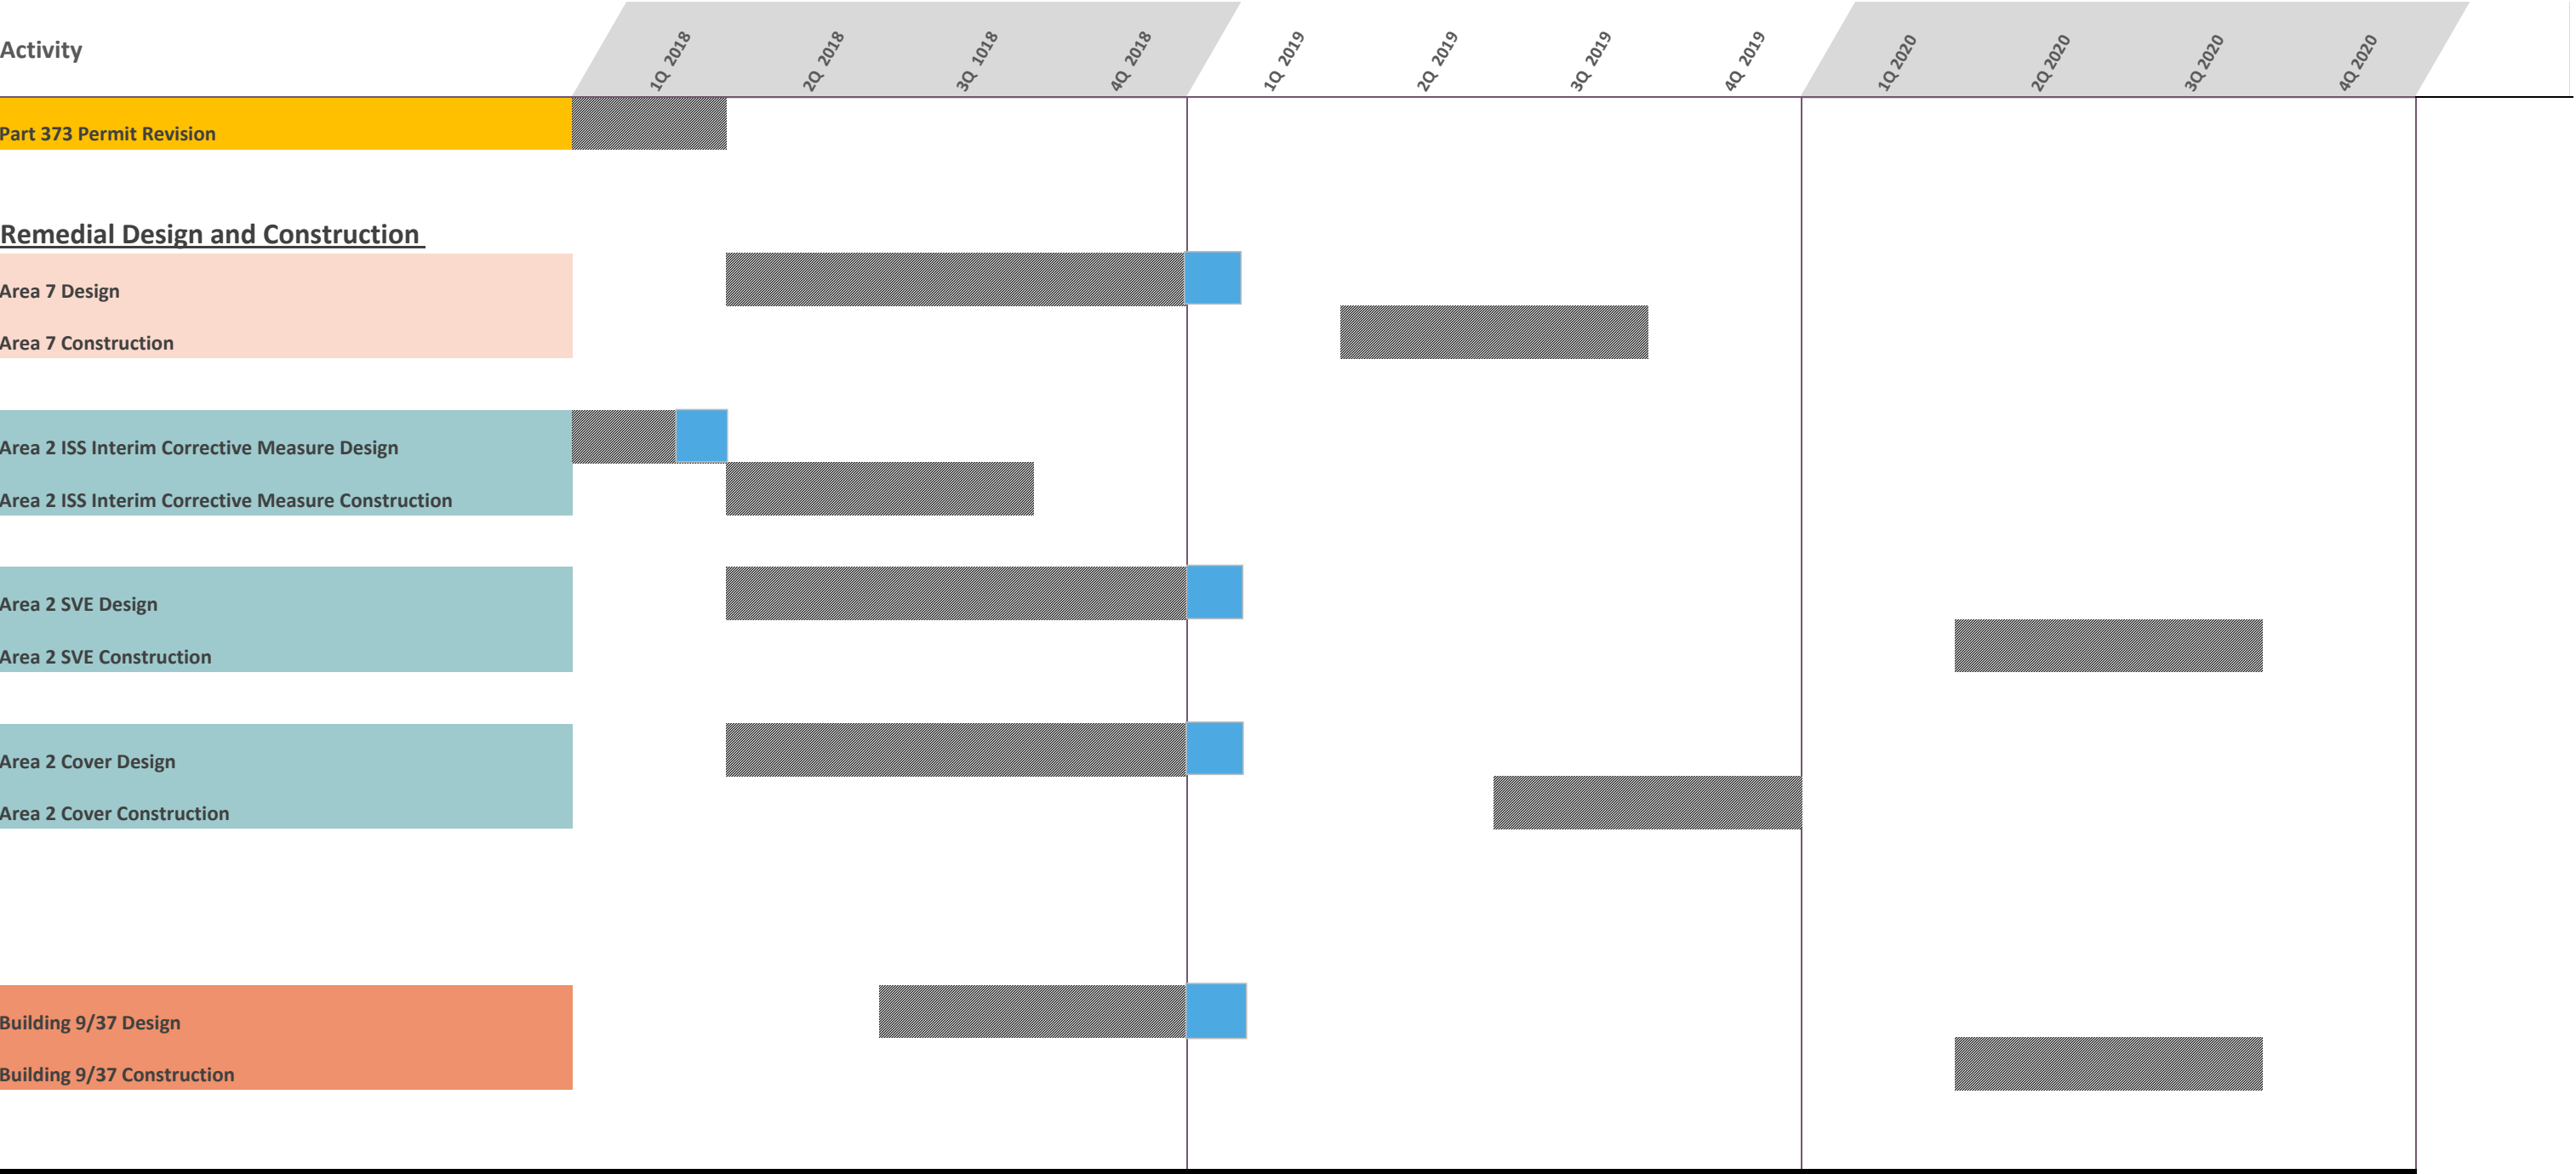 Activity
1Q 2018
2Q 2018
3Q 1018
4Q 2018
1Q 2019
2Q 2019
3Q 2019
4Q 2019
1Q 2020
2Q 2020
3Q 2020
4Q 2020
Part 373 Permit Revision
Remedial Design and Construction
Area 7 Design
Area 7 Construction
Area 2 ISS Interim Corrective Measure Design
Area 2 ISS Interim Corrective Measure Construction
Area 2 SVE Design
Area 2 SVE Construction
Area 2 Cover Design
Area 2 Cover Construction
Building 9/37 Design
Building 9/37 Construction